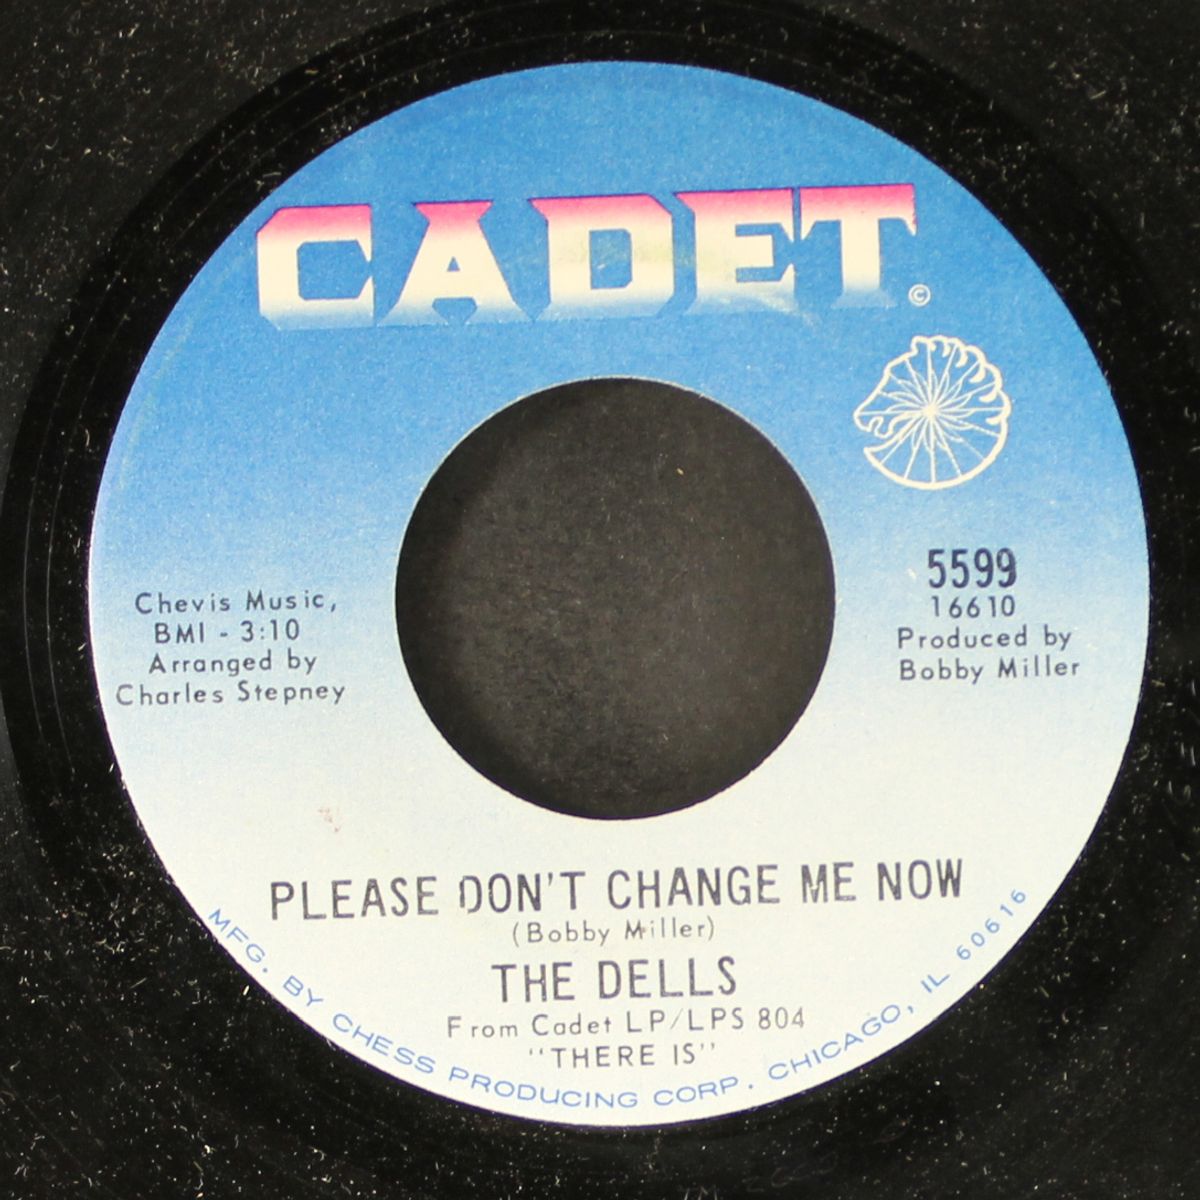 CADET ©
Chevis Music,
BMI - 3:10
Arranged by
Charles Stepney
5599
16610
Produced by
Bobby Miller
PLEASE DON'T CHANGE ME NOW
(Bobby Miller)
THE DELLS
From Cadet LP/LPS 804
"THERE IS"
MFG. BY CHESS PRODUCING CORP. CHICAGO, IL 60616